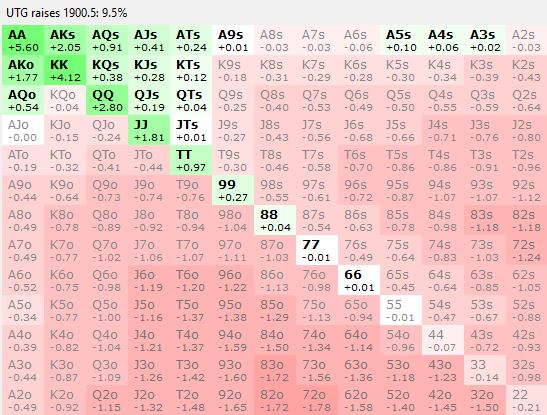 UTG raises 1900.5: 9.5%
AA AKs AQs AJs ATs A9s A8s A7s A6s A5s A4s A3s A2s
+5.60 +2.05 +0.91 +0.41 +0.24 +0.01 -0.03 -0.03 -0.03 +0.10 +0.06 +0.02 -0.03
AKo KK KQs KJs KTs K9s K8s K7s K6s K5s K4s K3s K2s
+1.77 +4.12 +0.38 +0.28 +0.12 -0.18 -0.31 -0.29 -0.28 -0.30 -0.34 -0.39 -0.43
AQo KQo QQ QJs QTs Q9s Q8s Q7s Q6s Q5s Q4s Q3s Q2s
+0.54 -0.04 +2.80 +0.19 +0.04 -0.25 -0.40 -0.53 -0.49 -0.50 -0.55 -0.59 -0.64
AJo KJo QJo JJ JTs J9s J8s J7s J6s J5s J4s J3s J2s
-0.00 -0.15 -0.24 +1.81 +0.01 -0.27 -0.43 -0.56 -0.68 -0.66 -0.71 -0.76 -0.80
ATo KTo QTo JTo TT T9s T8s T7s T6s T5s T4s T3s T2s
-0.19 -0.32 -0.41 -0.44 +0.97 -0.30 -0.46 -0.58 -0.70 -0.86 -0.86 -0.91 -0.96
A9o K9o Q9o J9o T9o 99 98s 97s 96s 95s 94s 93s 92s
-0.44 -0.64 -0.73 -0.74 -0.76 +0.27 -0.55 -0.61 -0.72 -0.87 -1.07 -1.07 -1.12
A8o K8o Q8o J8o T8o 98o 88 87s 86s 85s 84s 83s 82s
-0.49 -0.78 -0.89 -0.92 -0.94 -1.04 +0.04 -0.54 -0.63 -0.78 -0.98 -1.18 -1.18
A7o K7o Q7o J7o T7o 97o 87o 77 76s 75s 74s 73s 72s
-0.50 -0.77 -1.02 -1.06 -1.07 -1.11 -1.03 -0.01 -0.49 -0.64 -0.83 -1.03 -1.24
A6o K6o Q6o J6o T6o 96o 86o 76o 66 65s 64s 63s 62s
-0.52 -0.75 -0.98 -1.19 -1.20 -1.22 -1.13 -0.98 +0.01 -0.45 -0.64 -0.85 -1.05
A5o K5o Q5o J5o T5o 95o 85o 75o 65o 55 54s 53s 52s
-0.34 -0.77 -1.00 -1.16 -1.35 -1.38 -1.29 -1.13 -0.94 -0.01 -0.47 -0.67 -0.88
A4o K4o Q4o J4o T4o 94o 84o 74o 64o 54o 44 43s 42s
-0.39 -0.82 -1.04 -1.21 -1.37 -1.59 -1.50 -1.34 -1.14 -0.96 -0.07 -0.72 -0.93
A3o K3o Q3o J3o T3o 93o 83o 73o 63o 53o 43o 33 32s
-0.44 -0.87 -1.09 -1.26 -1.42 -1.60 -1.72 -1.56 -1.36 -1.18 -1.23 -0.14 -0.98
A2o K2o Q2o J2o T2o 92o 82o 72o 62o 52o 42o 32o 22
-0.49 -0.92 -1.15 -1.32 -1.48 -1.65 -1.72 -1.78 -1.58 -1.40 -1.45 -1.50 -0.21